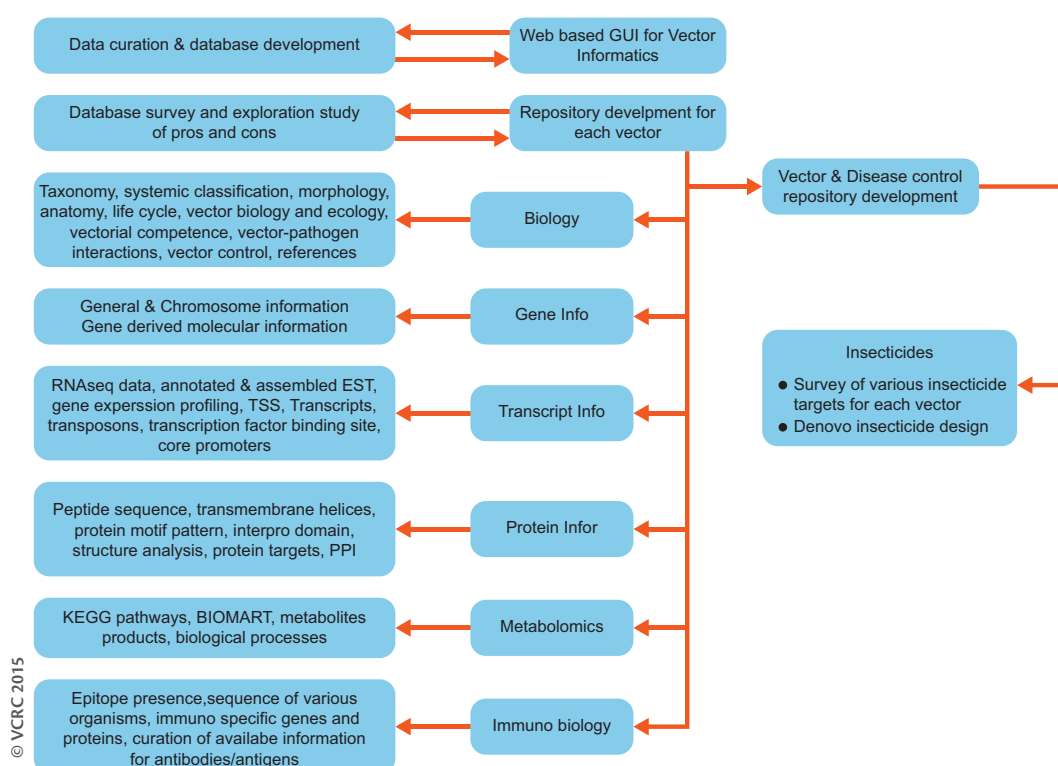 Data curation & database development
Web based GUI for Vector
Informatics
Database survey and exploration study
of pros and cons
Repository develpment for
each vector
Vector & Disease control
repository development
Taxonomy, systemic classification, morphology,
anatomy, life cycle, vector biology and ecology,
vectorial competence, vector-pathogen
interactions, vector control, references
Biology
General & Chromosome information
Gene derived molecular information
Gene Info
Insecticides
● Survey of various insecticide
targets for each vector
● Denovo insecticide design
RNAseq data, annotated & assembled EST,
gene experssion profiling, TSS, Transcripts,
transposons, transcription factor binding site,
core promoters
Transcript Info
Peptide sequence, transmembrane helices,
protein motif pattern, interpro domain,
structure analysis, protein targets, PPI
Protein Infor
KEGG pathways, BIOMART, metabolites
products, biological processes
Metabolomics
Epitope presence,sequence of various
organisms, immuno specific genes and
proteins, curation of availabe information
for antibodies/antigens
Immuno biology
© VCRC 2015